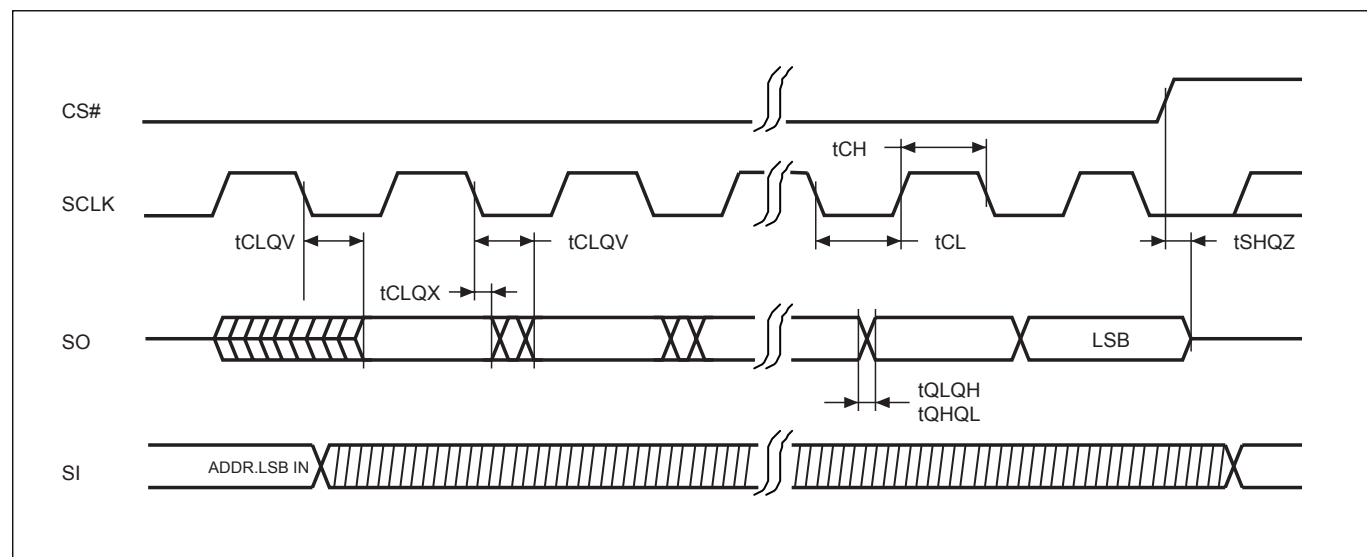 CS#
tCH
SCLK
tCLQV
tCLQV
tCL
tSHQZ
tCLQX
SO
LSB
tQLQH
tQHQL
ADDR.LSB IN
SI